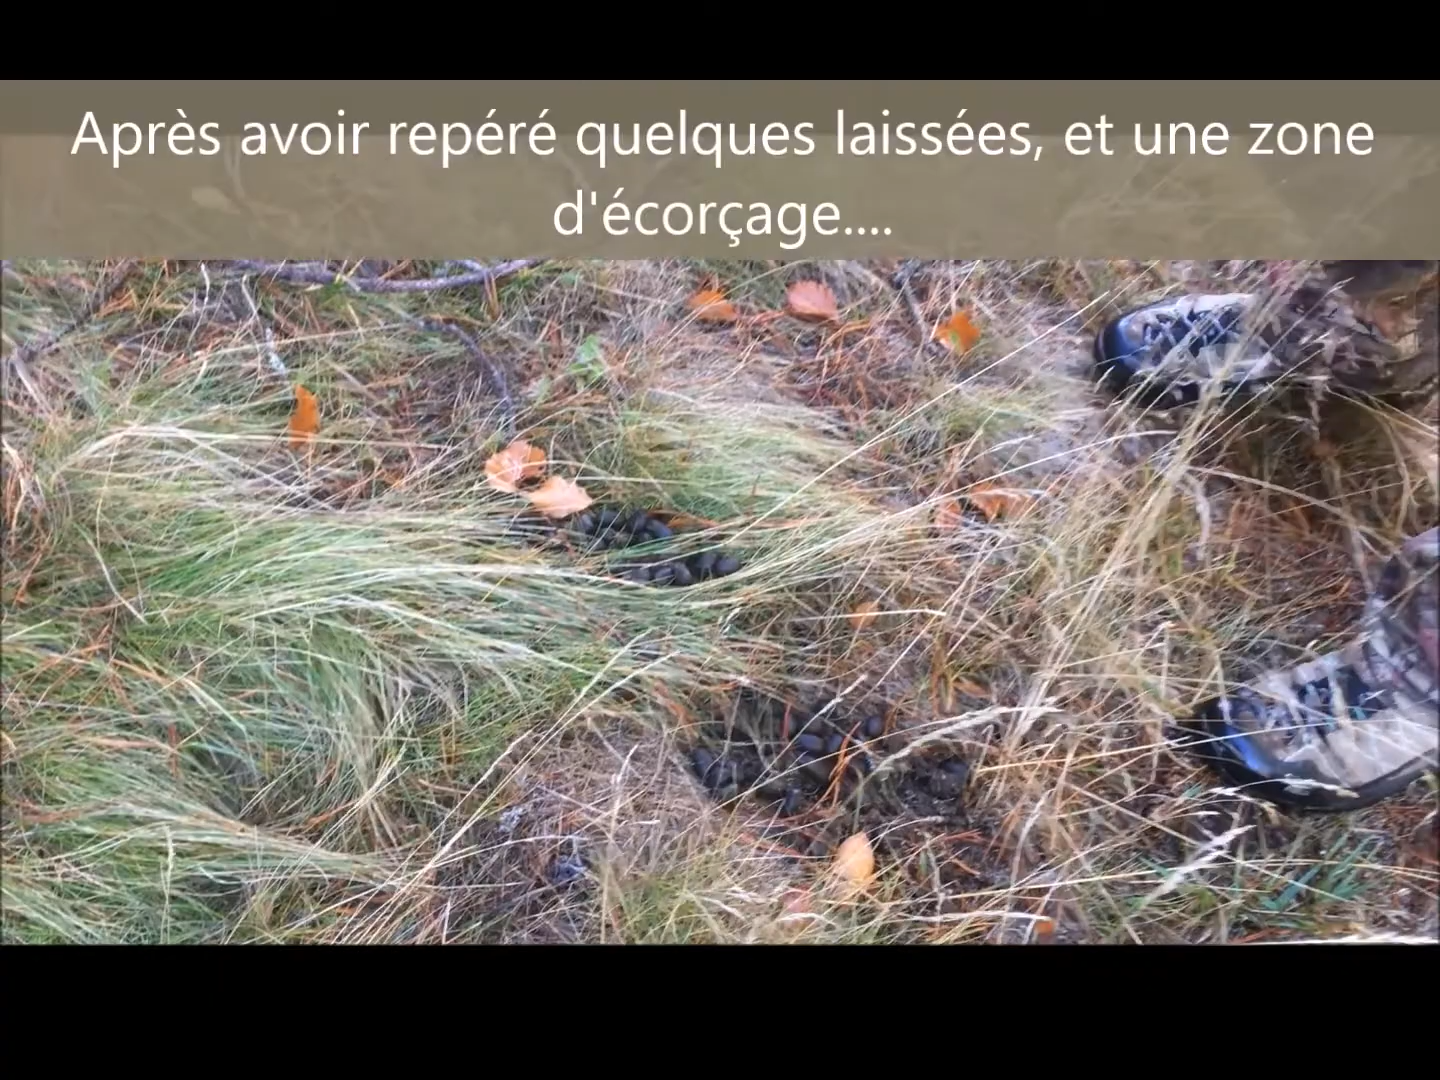 Après avoir repéré quelques laissées, et une zone
d'écorçage....